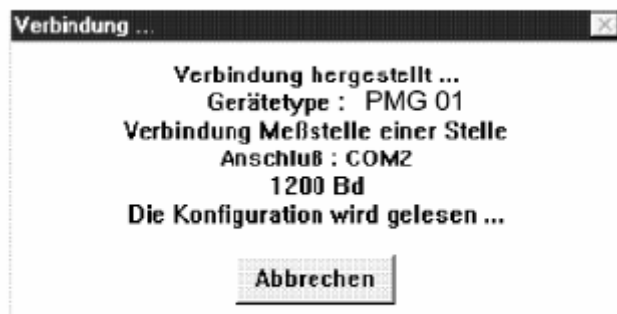 Verbindung ...
Verbindung hergestellt ...
Gerätetype : PMG 01
Verbindung Meßstelle einer Stelle
Anschluß : COM2
1200 Bd
Die Konfiguration wird gelesen ...
Abbrechen